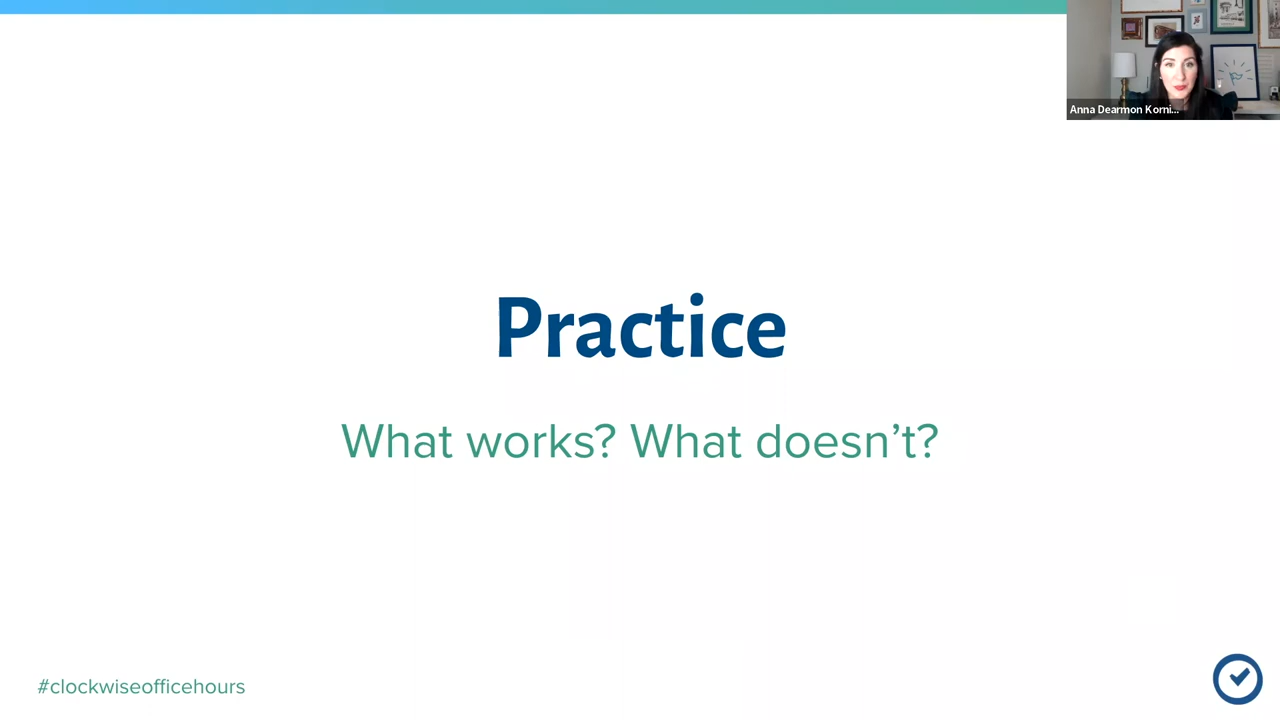 Anna Dearmon Korni...
Practice
What works? What doesn’t?
#clockwiseofficehours